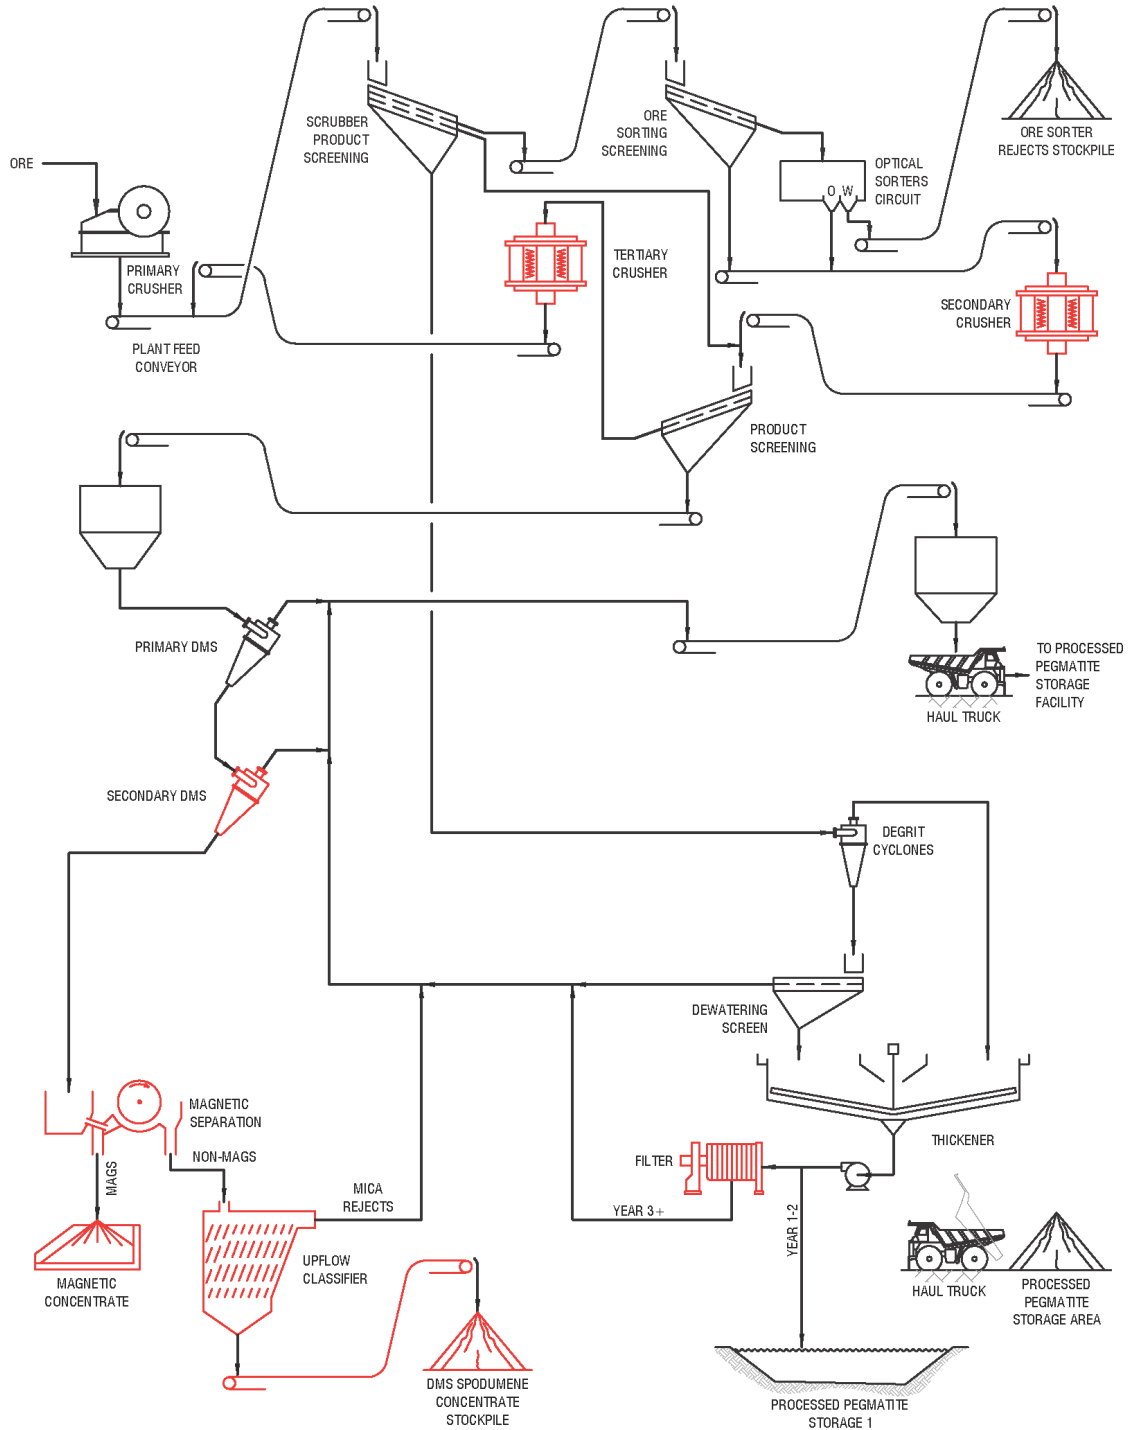 SCRUBBER
PRODUCT
SCREENING
ORE
SORTING
SCREENING
ORE SORTER
REJECTS STOCKPILE
ORE
OPTICAL
SORTERS
CIRCUIT
O W
PRIMARY
CRUSHER
TERTIARY
CRUSHER
SECONDARY
CRUSHER
PLANT FEED
CONVEYOR
PRODUCT
SCREENING
PRIMARY DMS
TO PROCESSED
PEGMATITE
STORAGE
FACILITY
HAUL TRUCK
SECONDARY DMS
DEGRIT
CYCLONES
DEWATERING
SCREEN
MAGNETIC
SEPARATION
THICKENER
MAGS
NON-MAGS
FILTER
MICA
REJECTS
YEAR 3+
YEAR 1-2
UPFLOW
CLASSIFIER
MAGNETIC
CONCENTRATE
HAUL TRUCK
PROCESSED
PEGMATITE
STORAGE AREA
DMS SPODUMENE
CONCENTRATE
STOCKPILE
PROCESSED PEGMATITE
STORAGE 1